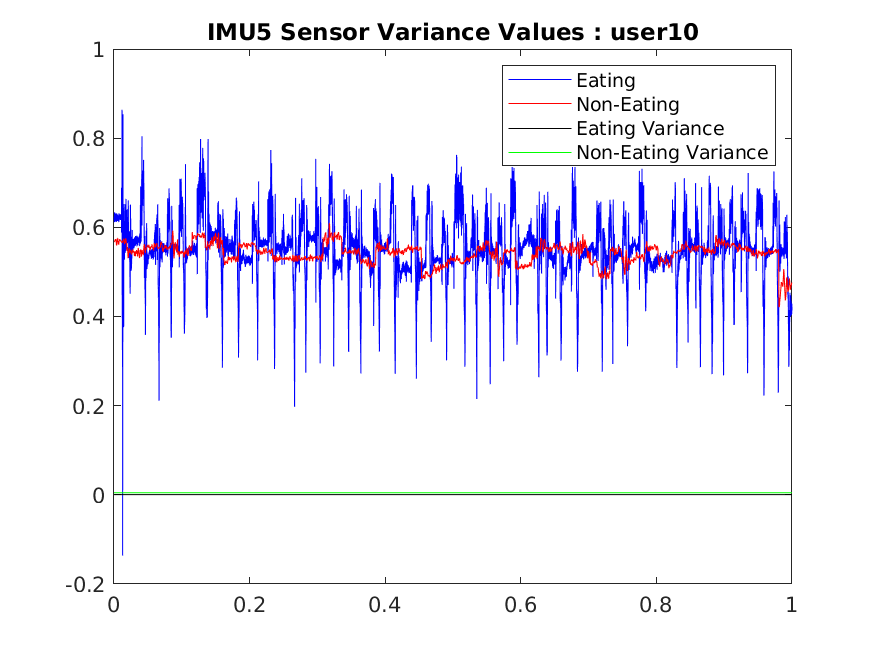 IMU5 Sensor Variance Values : user10
1
0.8
0.6
0.4
0.2
0
-0.2
Eating
Non-Eating
Eating Variance
Non-Eating Variance
0 0.2 0.4 0.6 0.8 1